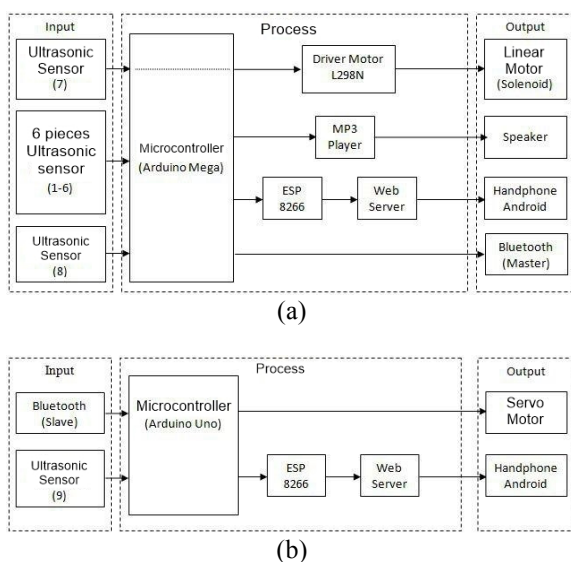 Input
Process
Output
Ultrasonic
Sensor
(7)
6 pieces
Ultrasonic
sensor
(1-6)
Ultrasonic
Sensor
(8)
Microcontroller
(Arduino Mega)
Driver Motor
L298N
MP3
Player
ESP
8266
Web
Server
Linear
Motor
(Solenoid)
Speaker
Handphone
Android
Bluetooth
(Master)
(a)
Input
Process
Output
Bluetooth
(Slave)
Ultrasonic
Sensor
(9)
Microcontroller
(Arduino Uno)
ESP
8266
Web
Server
Servo
Motor
Handphone
Android
(b)